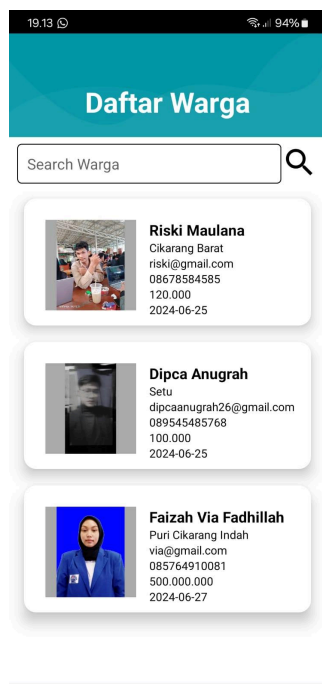 19.13 94%
Daftar Warga
Search Warga
Riski Maulana
Cikarang Barat
riski@gmail.com
08678584585
120.000
2024-06-25
Dipca Anugrah
Setu
dipcaanugrah26@gmail.com
089545485768
100.000
2024-06-25
Faizah Via Fadhillah
Puri Cikarang Indah
via@gmail.com
085764910081
500.000.000
2024-06-27